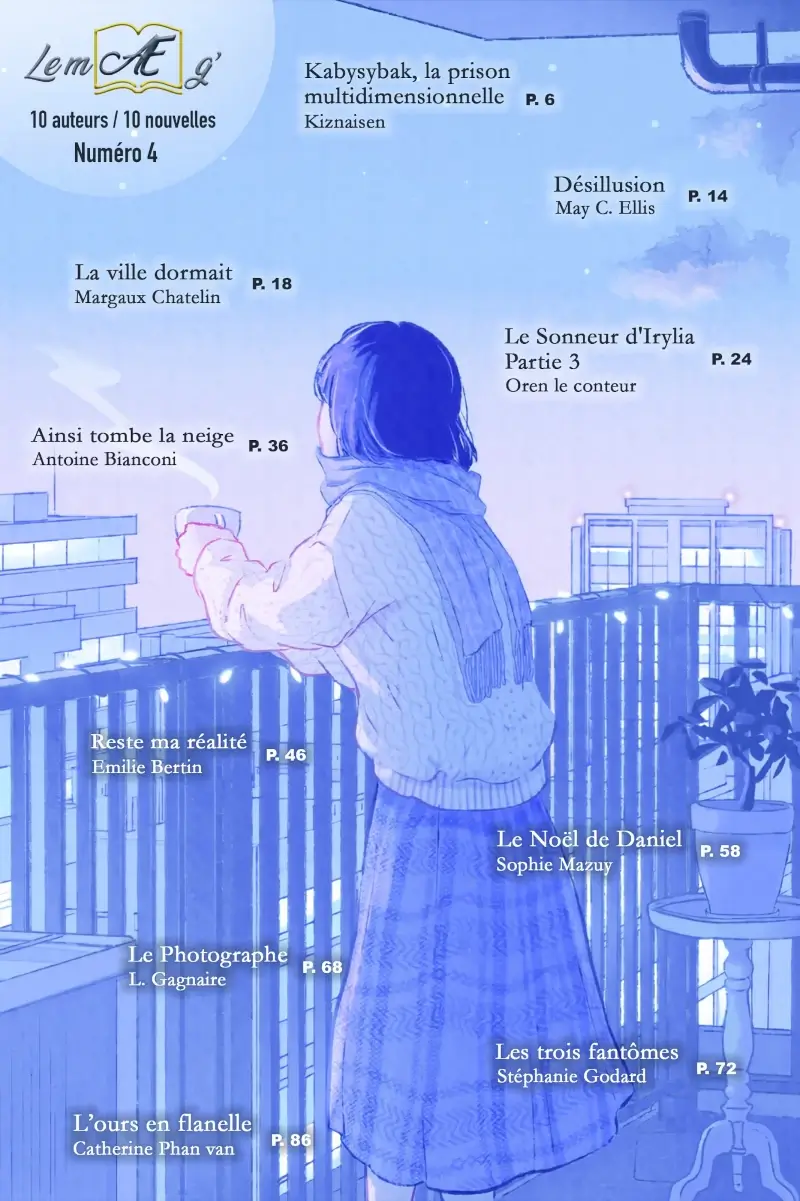 Lem Æ g'
10 auteurs / 10 nouvelles
Numéro 4
Kabysybak, la prison
multidimensionnelle P. 6
Kiznaisen
Désillusion P. 14
May C. Ellis
La ville dormait P. 18
Margaux Chatelin
Le Sonneur d'Irylia
Partie 3 P. 24
Oren le conteur
Ainsi tombe la neige P. 36
Antoine Bianconi
Reste ma réalité P. 46
Emilie Bertin
Le Noël de Daniel P. 58
Sophie Mazuy
Le Photographe P. 68
L. Gagnaire
Les trois fantômes P. 72
Stéphanie Godard
L’ours en flanelle P. 86
Catherine Phan van